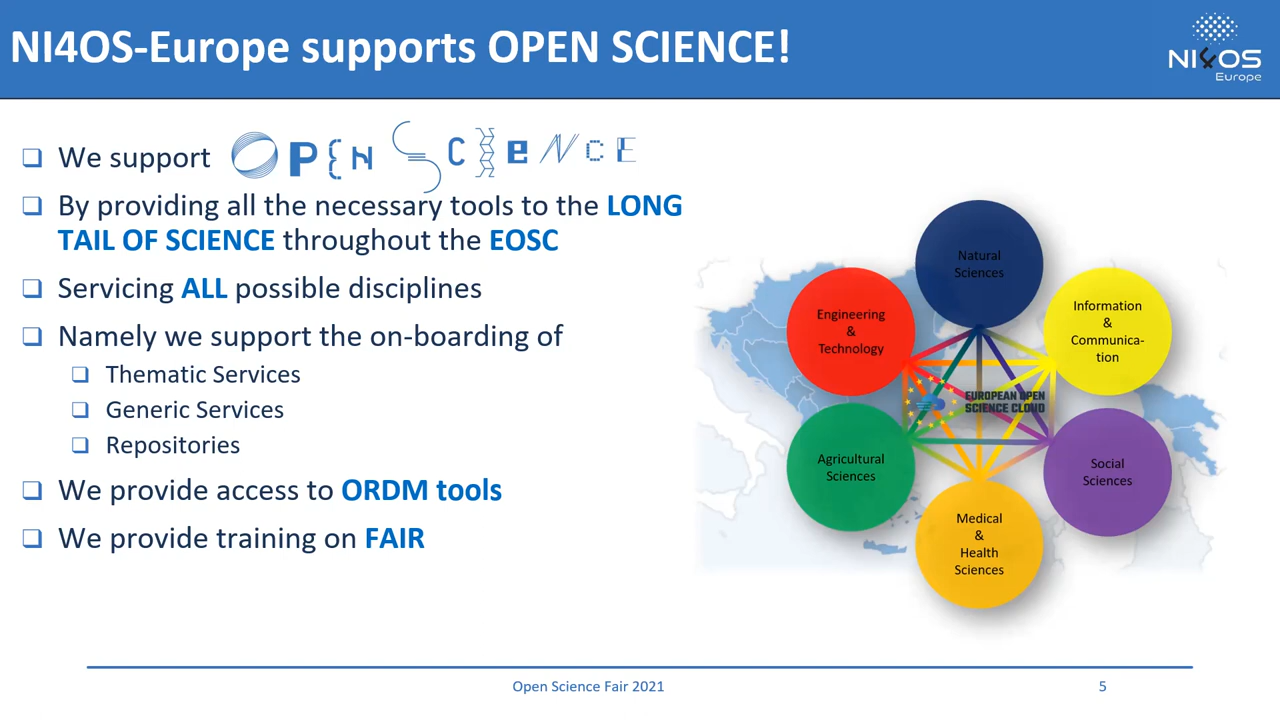 NI4OS-Europe supports OPEN SCIENCE!
NI4OS
Europe
We support OPEN SCIENCE
By providing all the necessary tools to the LONG
TAIL OF SCIENCE throughout the EOSC
Servicing ALL possible disciplines
Namely we support the on-boarding of
Thematic Services
Generic Services
Repositories
We provide access to ORDM tools
We provide training on FAIR
Natural
Sciences
Engineering
&
Technology
Information
&
Communica-
tion
EUROPEAN OPEN
SCIENCE CLOUD
Agricultural
Sciences
Social
Sciences
Medical
&
Health
Sciences
Open Science Fair 2021
5